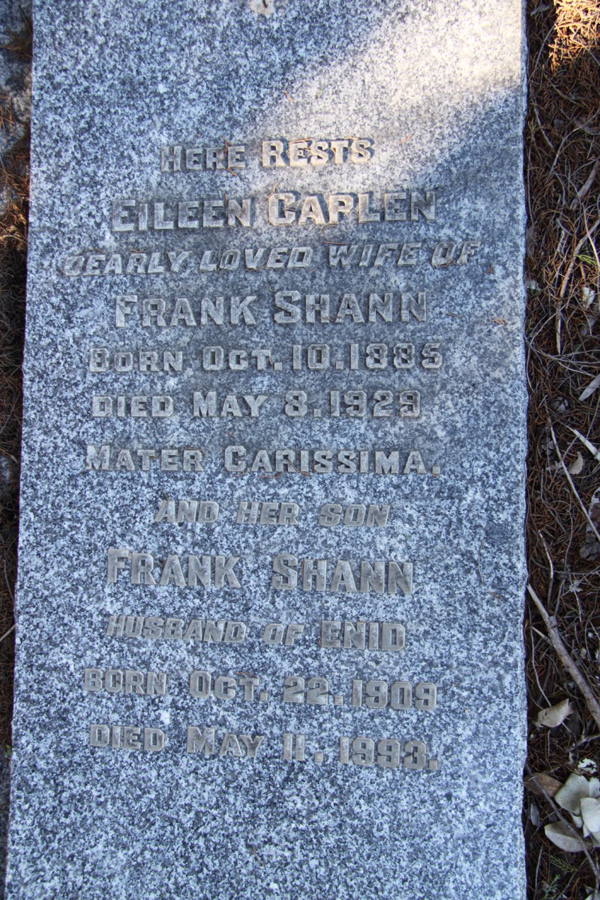 HERE RESTS
EILEEN CAPLEN
DEARLY LOVED WIFE OF
FRANK SHANN
BORN OCT. 10. 1885
DIED MAY 8. 1929
MATER CARISSIMA.
AND HER SON
FRANK SHANN
HUSBAND OF ENID
BORN OCT. 22. 1909
DIED MAY 11. 1993.